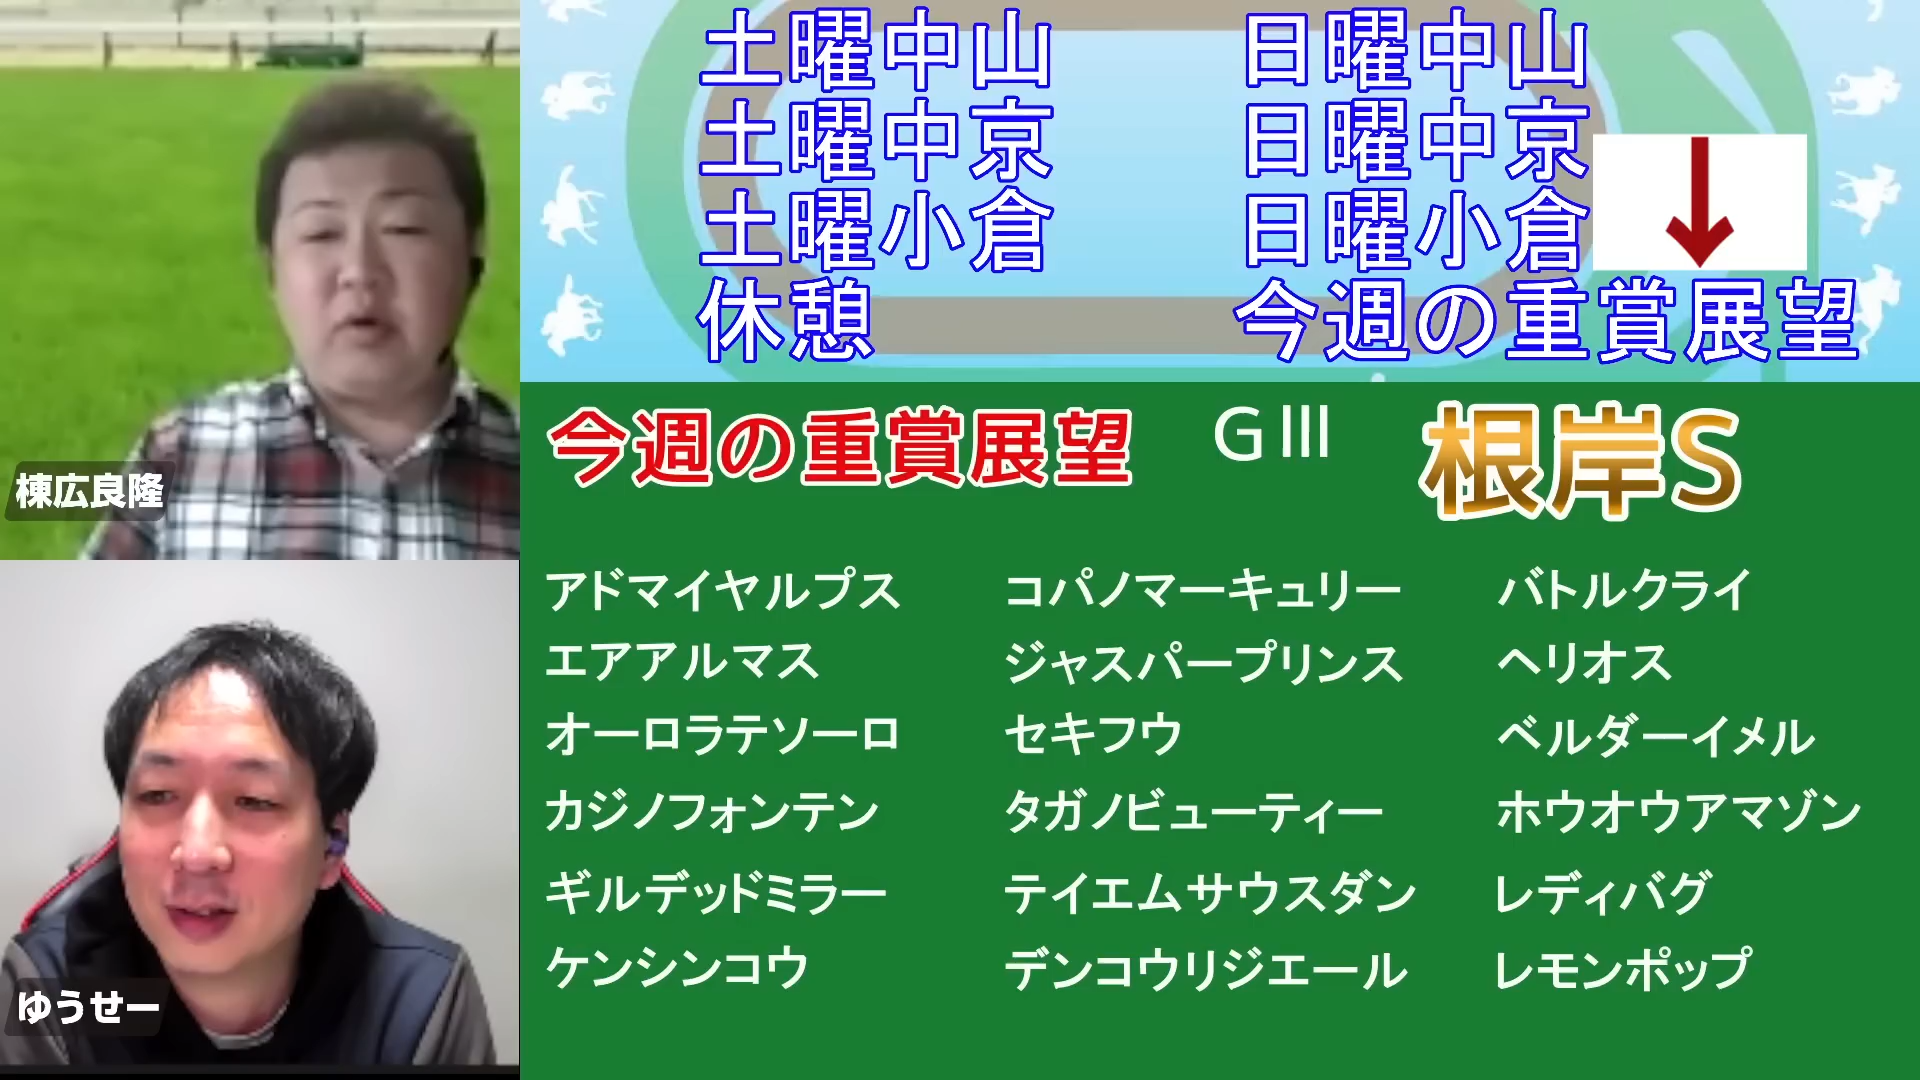 土曜中山
土曜中京
土曜小倉
休憩
日曜中山
日曜中京
日曜小倉
今週の重賞展望
今週の重賞展望
GⅢ
根岸S
アドマイヤルプス
エアアルマス
オーロラテソーロ
カジノフォンテン
ギルデッドミラー
ケンシンコウ
コパノマーキュリー
ジャスパープリンス
セキフウ
タガノビューティー
テイエムサウスダン
デンコウリジエール
バトルクライ
ヘリオス
ベルダーイメル
ホウオウアマゾン
レディバグ
レモンポップ
棟広良隆
ゆうせー